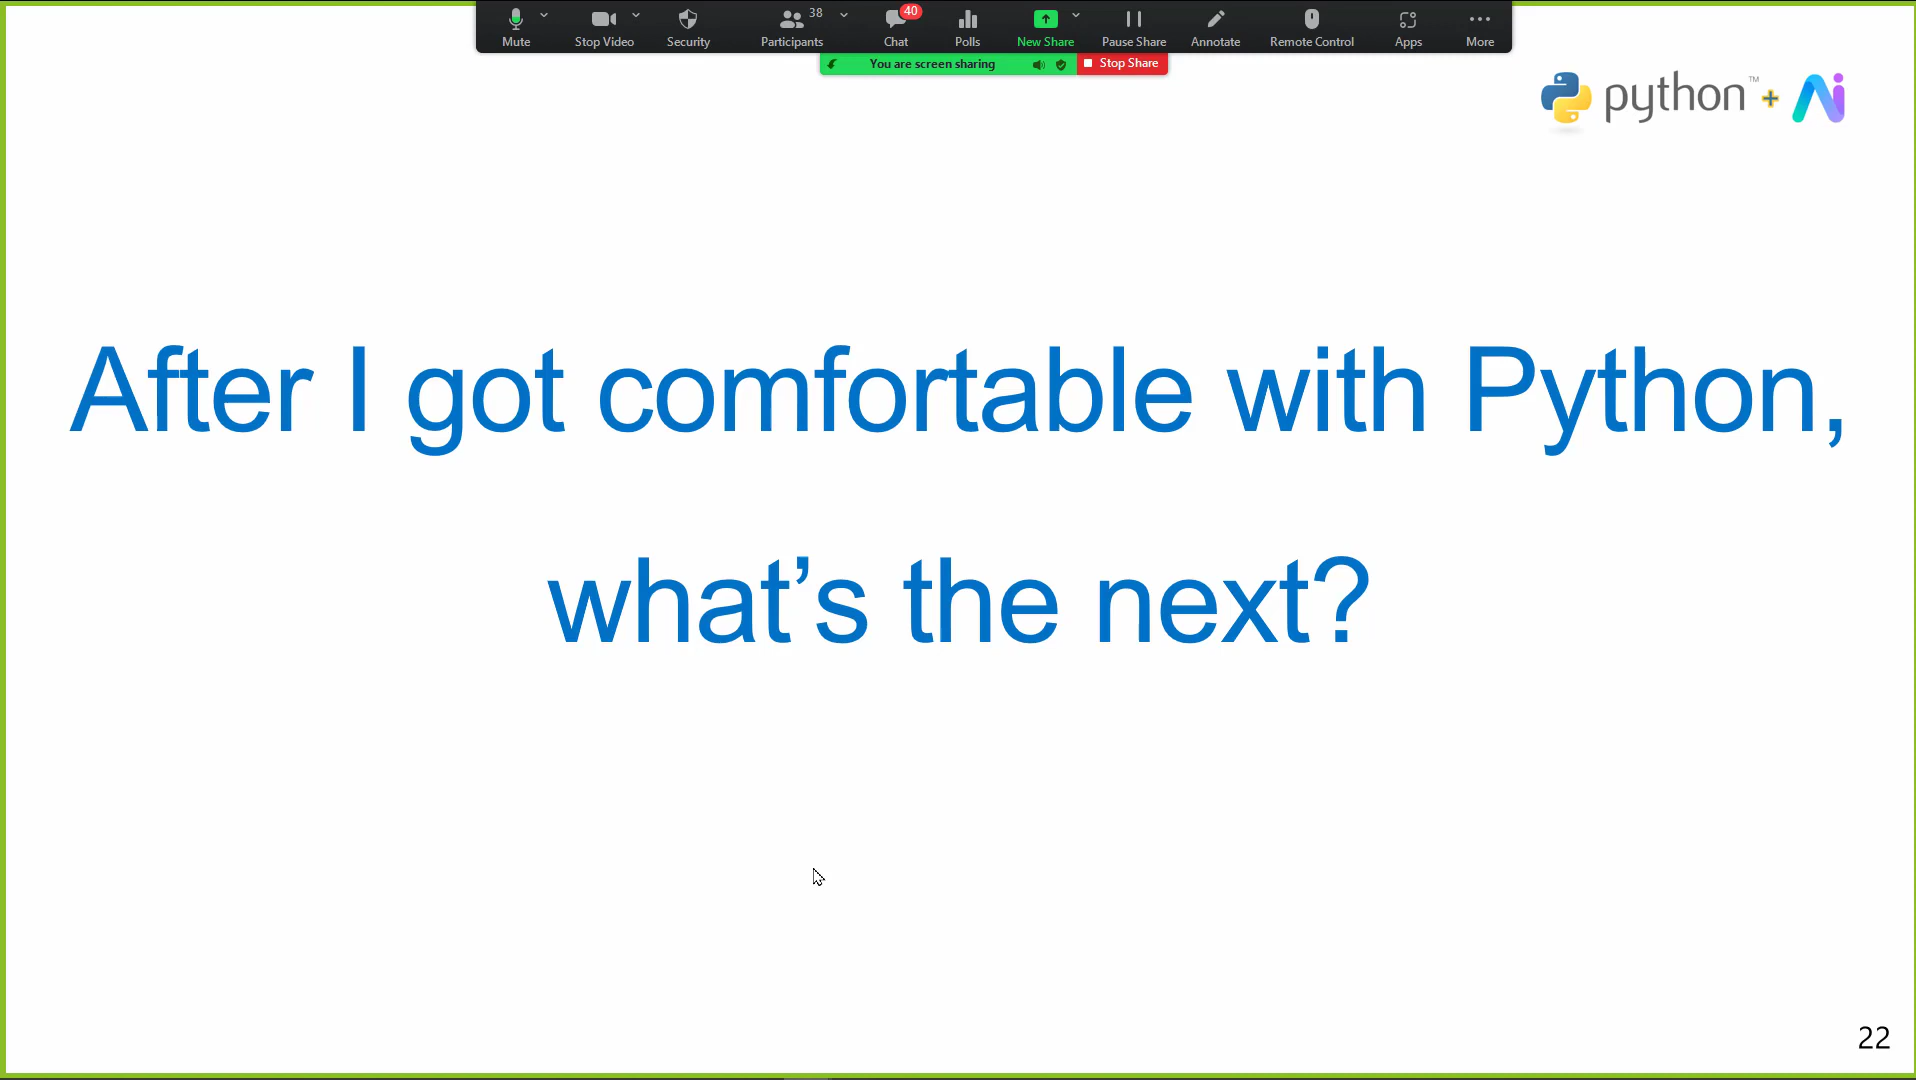 38
40
Mute
Stop Video
Security
Participants
Chat
Polls
New Share
Pause Share
Annotate
Remote Control
Apps
More
You are screen sharing
Stop Share
python™ + Ai
After I got comfortable with Python,
what’s the next?
22